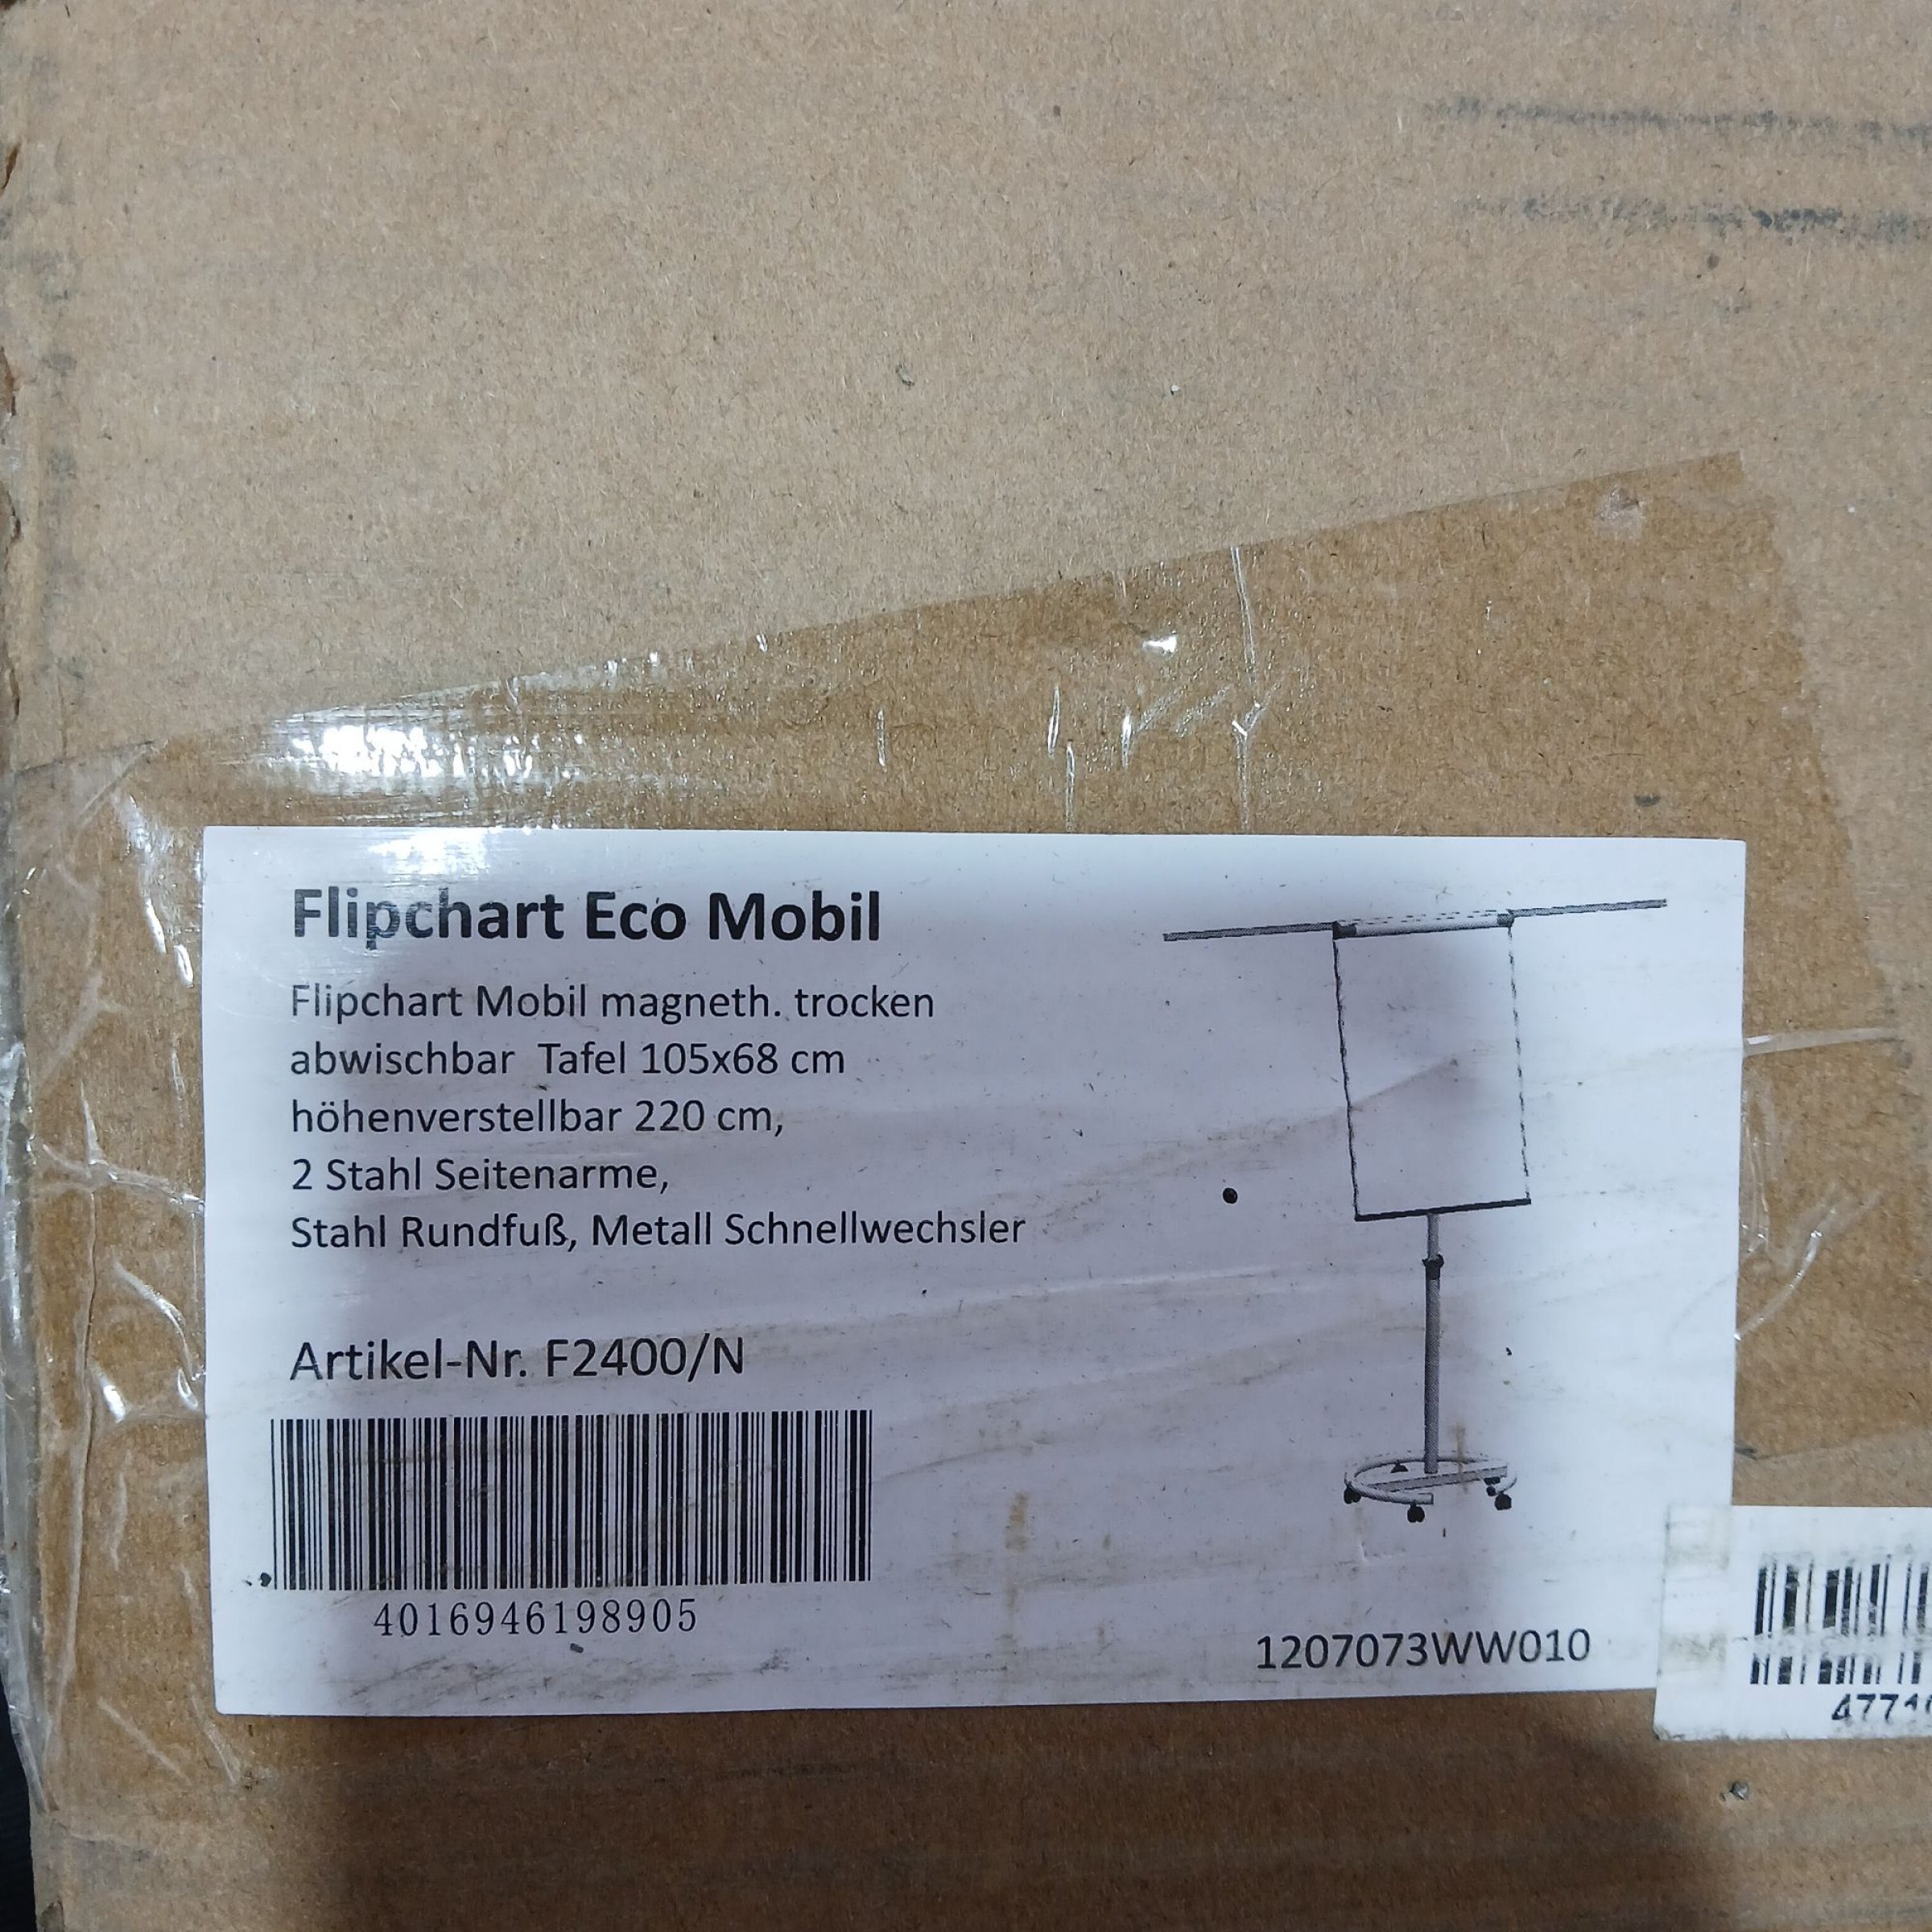 Flipchart Eco Mobil
Flipchart Mobil magneth. trocken
abwischbar Tafel 105x68 cm
höhenverstellbar 220 cm,
2 Stahl Seitenarme,
Stahl Rundfuß, Metall Schnellwechsler
Artikel-Nr. F2400/N
4016946198905
1207073WW010